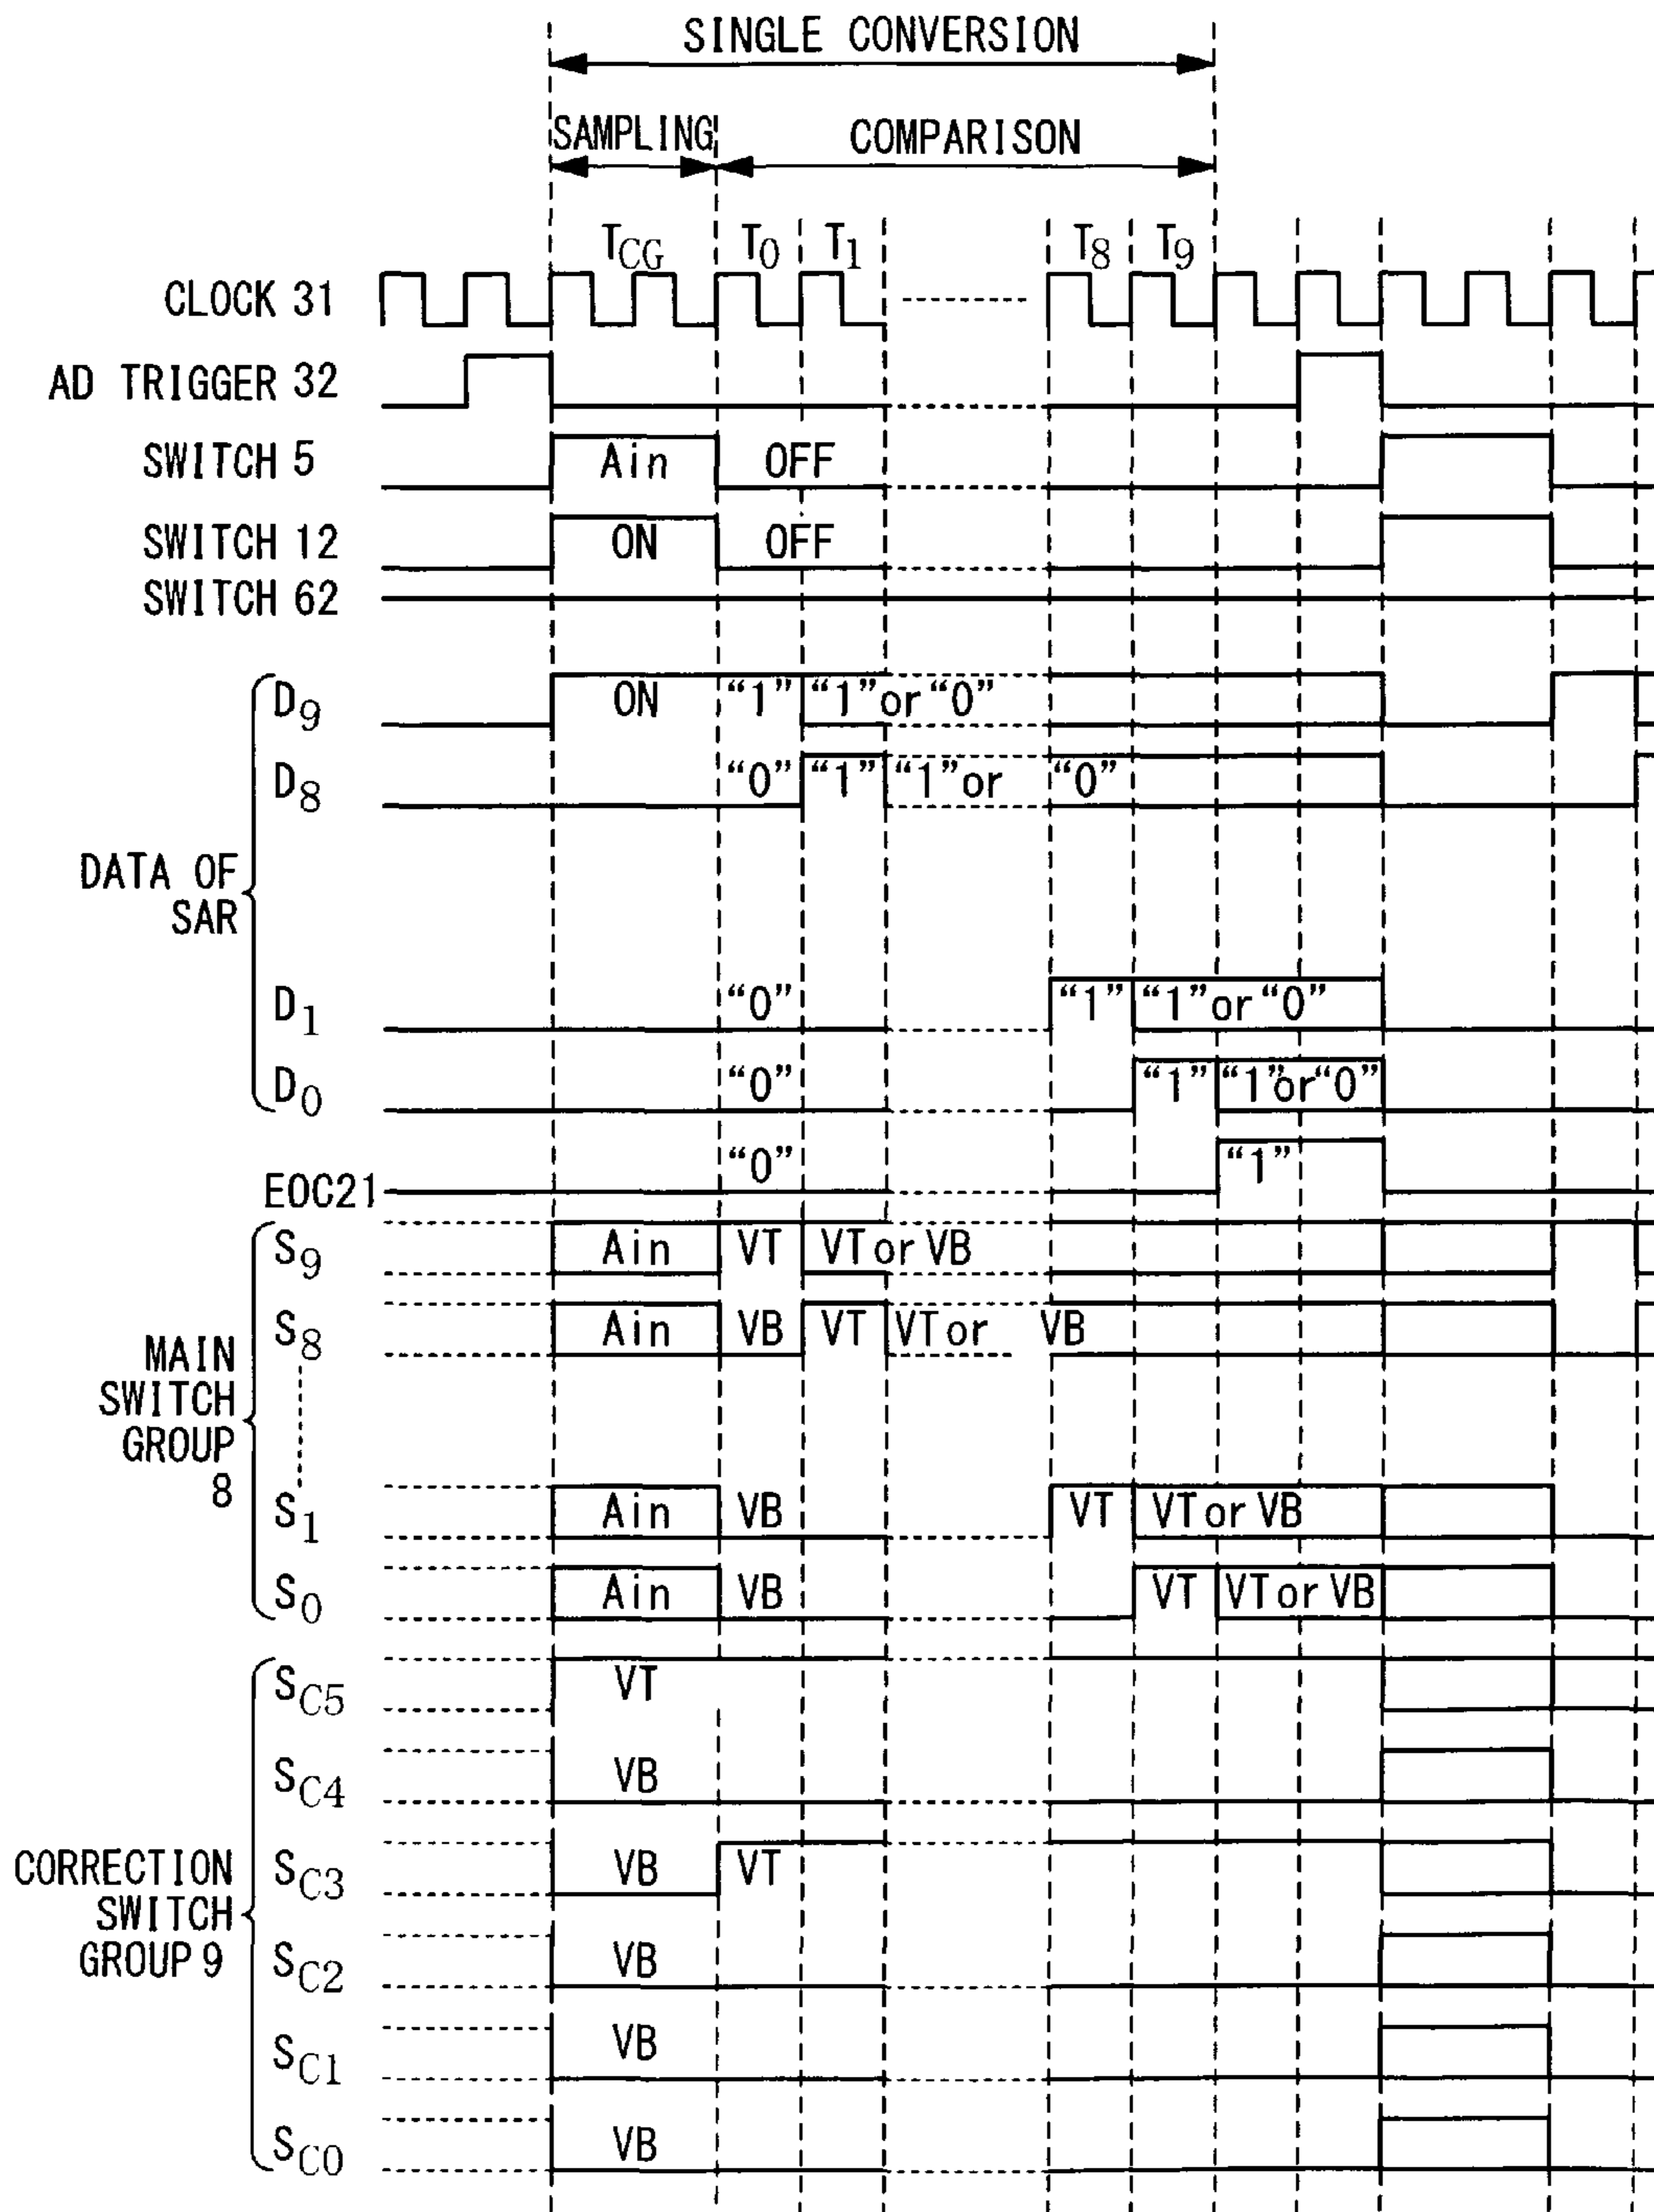 SINGLE CONVERSION
SAMPLING COMPARISON
TCG T0 T1 T8 T9
CLOCK 31
AD TRIGGER 32
SWITCH 5 Ain OFF
SWITCH 12 ON OFF
SWITCH 62
DATA OF
SAR
D9 ON “1” “1”or “0”
D8 “0” “1” “1”or “0”
D1 “0” “1” “1”or “0”
D0 “0” “1” “1”or“0”
EOC21 “0” “1”
MAIN
SWITCH
GROUP
8
S9 Ain VT VT or VB
S8 Ain VB VT VT or VB
S1 Ain VB VT VT or VB
S0 Ain VB VT VT or VB
CORRECTION
SWITCH
GROUP 9
SC5 VT
SC4 VB
SC3 VB VT
SC2 VB
SC1 VB
SC0 VB